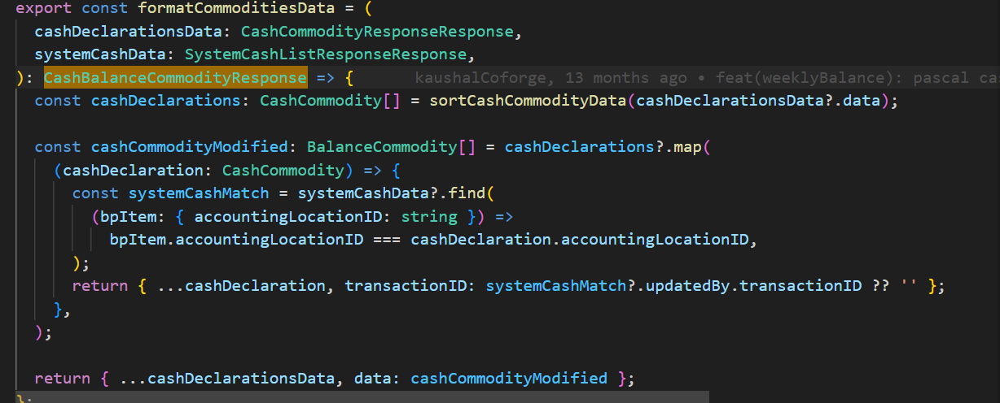 export const formatCommoditiesData = (
cashDeclarationsData: CashCommodityResponseResponse,
systemCashData: SystemCashListResponseResponse,
): CashBalanceCommodityResponse => { kaushalCoforge, 13 months ago • feat(weeklyBalance): pascal cas
const cashDeclarations: CashCommodity[] = sortCashCommodityData(cashDeclarationsData?.data);
const cashCommodityModified: BalanceCommodity[] = cashDeclarations?.map(
(cashDeclaration: CashCommodity) => {
const systemCashMatch = systemCashData?.find(
(bpItem: { accountingLocationID: string }) =>
bpItem.accountingLocationID === cashDeclaration.accountingLocationID,
);
return { ...cashDeclaration, transactionID: systemCashMatch?.updatedBy.transactionID ?? '' };
},
);
return { ...cashDeclarationsData, data: cashCommodityModified };
};